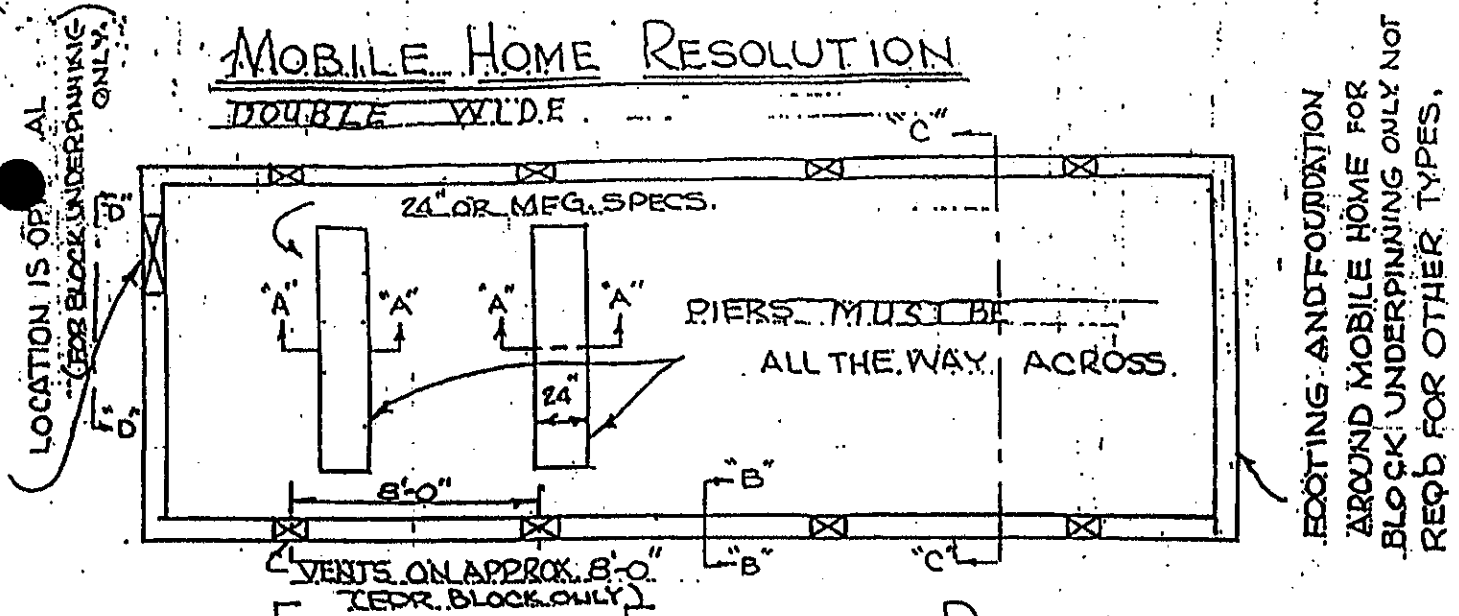 MOBILE HOME RESOLUTION
DOUBLE WIDE
"C"
24" OR MFG. SPECS.
"A"
"A"
"A"
"A"
PIERS MUST BE
ALL THE WAY ACROSS.
24"
8'-0"
"B"
"B"
"C"
VENTS ON APPROX. 8'-0"
(FOR BLOCK ONLY)
LOCATION IS
(FOR BLOCK UNDERPINNING
ONLY.)
"D"
FOOTING AND FOUNDATION
AROUND MOBILE HOME FOR
BLOCK UNDERPINNING ONLY NOT
REQD FOR OTHER TYPES.